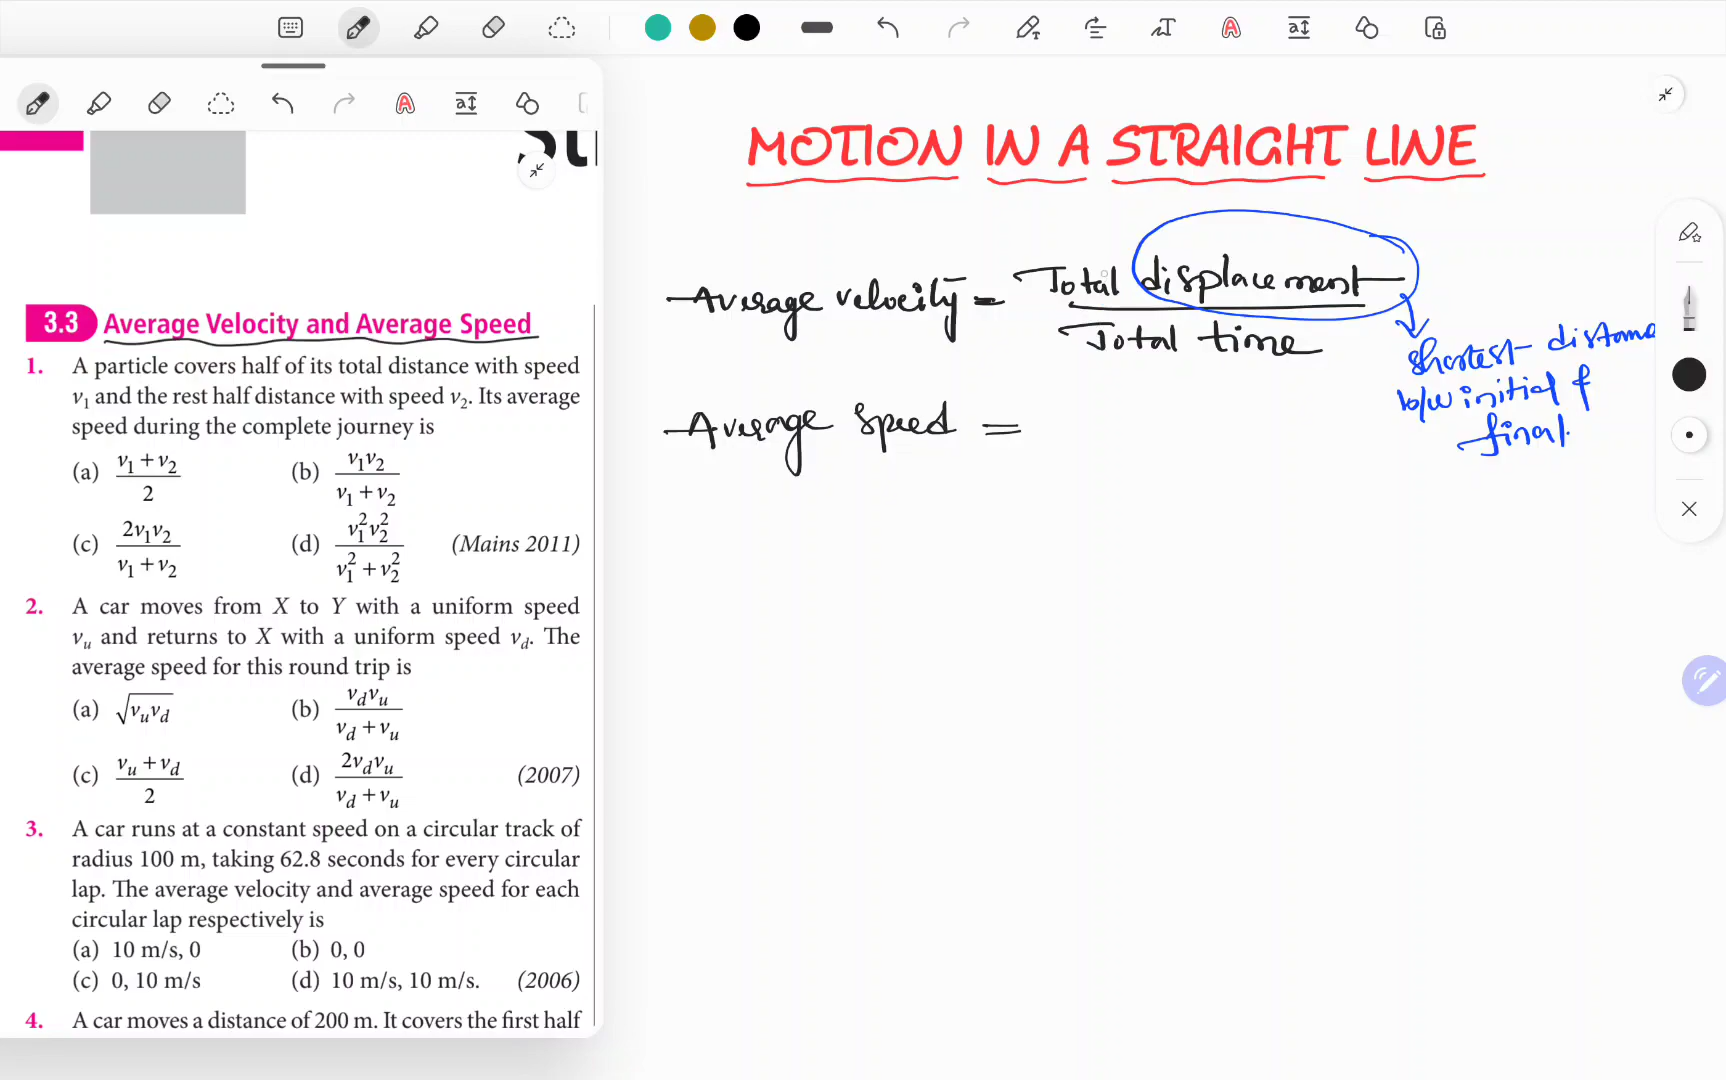 3.3 Average Velocity and Average Speed
1. A particle covers half of its total distance with speed
v₁ and the rest half distance with speed v₂. Its average
speed during the complete journey is
(a) (v₁ + v₂)/2 (b) v₁v₂/(v₁ + v₂)
(c) 2v₁v₂/(v₁ + v₂) (d) v₁²v₂²/(v₁² + v₂²) (Mains 2011)
2. A car moves from X to Y with a uniform speed
vᵤ and returns to X with a uniform speed v_d. The
average speed for this round trip is
(a) √(vᵤv_d) (b) v_dvᵤ/(v_d + vᵤ)
(c) (vᵤ + v_d)/2 (d) 2v_dvᵤ/(v_d + vᵤ) (2007)
3. A car runs at a constant speed on a circular track of
radius 100 m, taking 62.8 seconds for every circular
lap. The average velocity and average speed for each
circular lap respectively is
(a) 10 m/s, 0 (b) 0, 0
(c) 0, 10 m/s (d) 10 m/s, 10 m/s. (2006)
4. A car moves a distance of 200 m. It covers the first half
MOTION IN A STRAIGHT LINE
Average velocity = Total displacement
Total time
shortest distance
b/w initial &
final.
Average speed =